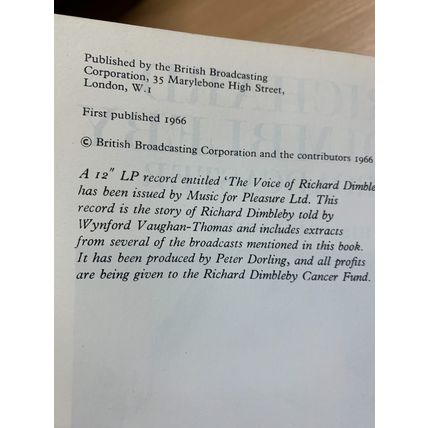 Published by the British Broadcasting
Corporation, 35 Marylebone High Street,
London, W.1
First published 1966
© British Broadcasting Corporation and the contributors 1966
A 12" LP record entitled 'The Voice of Richard Dimble
has been issued by Music for Pleasure Ltd. This
record is the story of Richard Dimbleby told by
Wynford Vaughan-Thomas and includes extracts
from several of the broadcasts mentioned in this book.
It has been produced by Peter Dorling, and all profits
are being given to the Richard Dimbleby Cancer Fund.